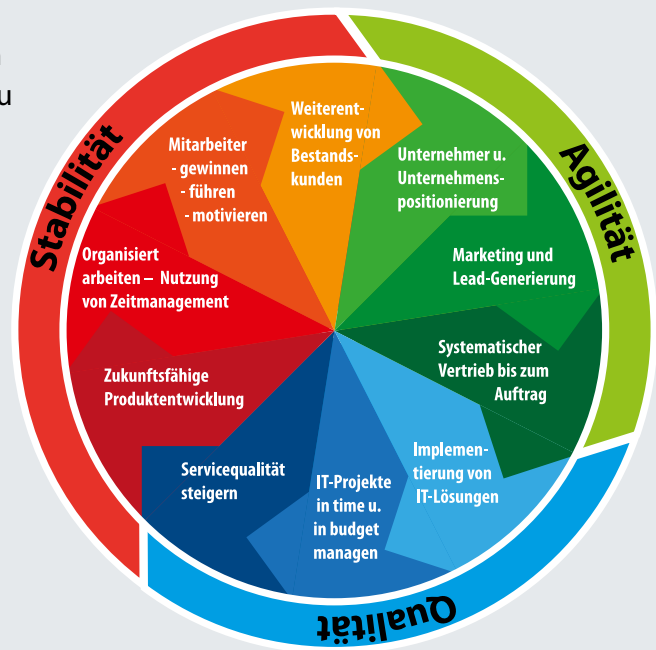 u
Stabilität
Agilität
Qualität
Weiterent-
wicklung von
Bestands-
kunden
Unternehmer u.
Unternehmens-
positionierung
Marketing und
Lead-Generierung
Systematischer
Vertrieb bis zum
Auftrag
Implemen-
tierung von
IT-Lösungen
IT-Projekte
in time u.
in budget
managen
Servicequalität
steigern
Zukunftsfähige
Produktentwicklung
Organisiert
arbeiten – Nutzung
von Zeitmanagement
Mitarbeiter
- gewinnen
- führen
- motivieren